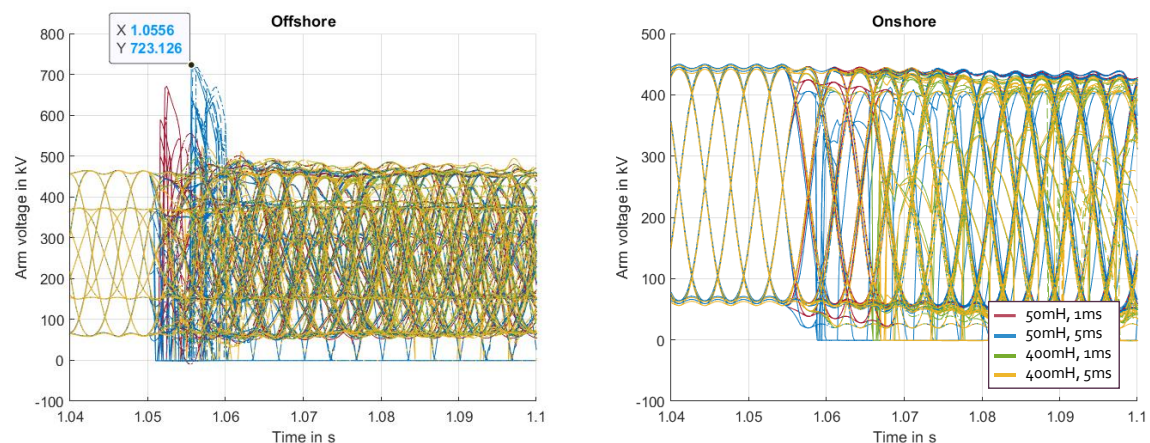 Offshore
X 1.0556
Y 723.126
Arm voltage in kV
800
700
600
500
400
300
200
100
0
-100
1.04
1.05
1.06
1.07
1.08
1.09
1.1
Time in s
Onshore
Arm voltage in kV
500
400
300
200
100
0
-100
1.04
1.05
1.06
1.07
1.08
1.09
1.1
Time in s
50mH, 1ms
50mH, 5ms
400mH, 1ms
400mH, 5ms